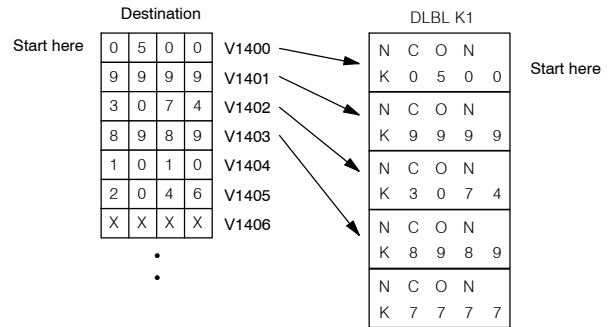 Destination
Start here
0 5 0 0 V1400
9 9 9 9 V1401
3 0 7 4 V1402
8 9 8 9 V1403
1 0 1 0 V1404
2 0 4 6 V1405
X X X X V1406
DLBL K1
N C O N
K 0 5 0 0
Start here
N C O N
K 9 9 9 9
N C O N
K 3 0 7 4
N C O N
K 8 9 8 9
N C O N
K 7 7 7 7